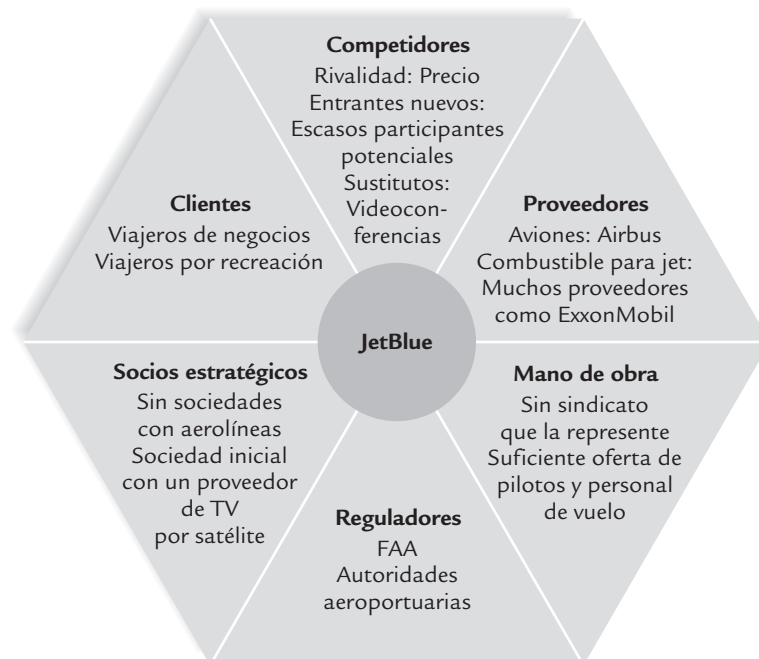 Competidores
Rivalidad: Precio
Entrantes nuevos:
Escasos participantes
potenciales
Sustitutos:
Videocon-
ferencias
Clientes
Viajeros de negocios
Viajeros por recreación
Proveedores
Aviones: Airbus
Combustible para jet:
Muchos proveedores
como ExxonMobil
JetBlue
Socios estratégicos
Sin sociedades
con aerolíneas
Sociedad inicial
con un proveedor
de TV
por satélite
Mano de obra
Sin sindicato
que la represente
Suficiente oferta de
pilotos y personal
de vuelo
Reguladores
FAA
Autoridades
aeroportuarias